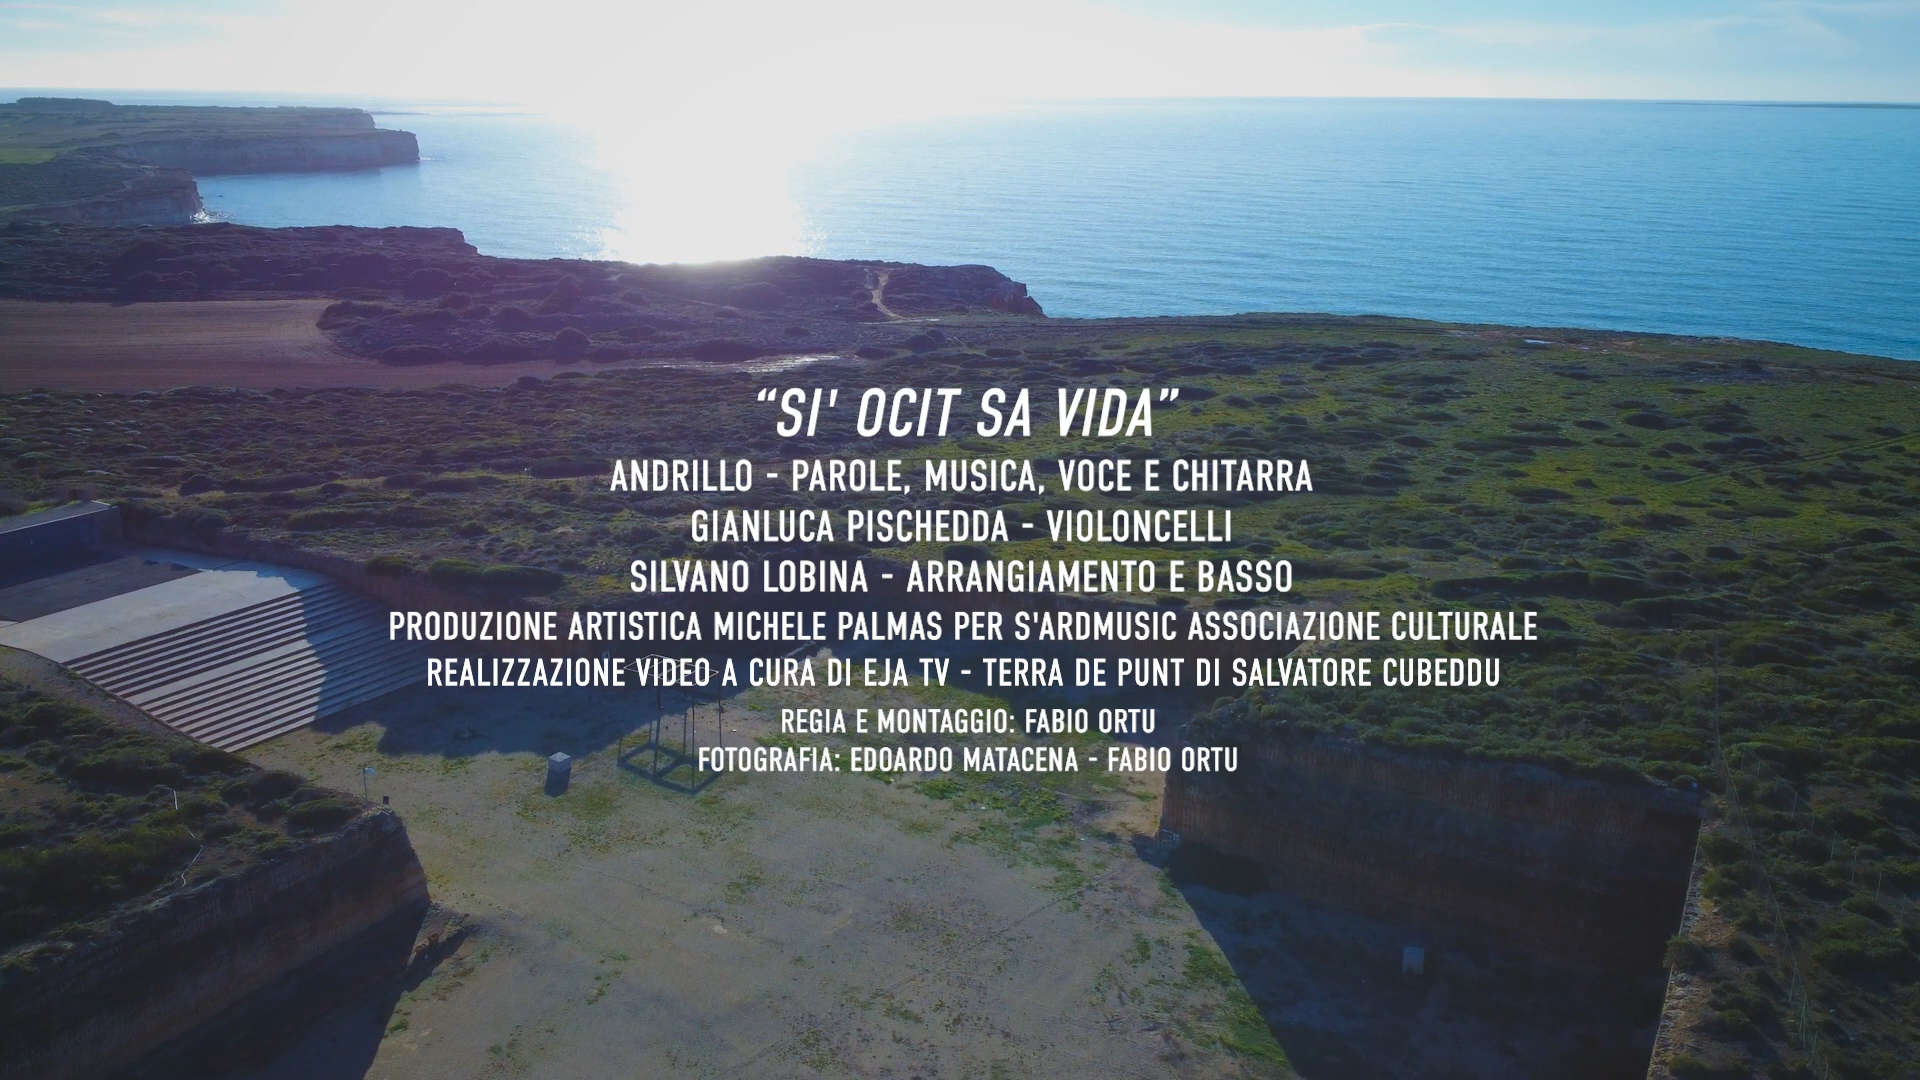 “SI' OCIT SA VIDA”
ANDRILLO - PAROLE, MUSICA, VOCE E CHITARRA
GIANLUCA PISCHEDDA - VIOLONCELLI
SILVANO LOBINA - ARRANGIAMENTO E BASSO
PRODUZIONE ARTISTICA MICHELE PALMAS PER S'ARDMUSIC ASSOCIAZIONE CULTURALE
REALIZZAZIONE VIDEO A CURA DI EJA TV - TERRA DE PUNT DI SALVATORE CUBEDDU
REGIA E MONTAGGIO: FABIO ORTU
FOTOGRAFIA: EDOARDO MATACENA - FABIO ORTU